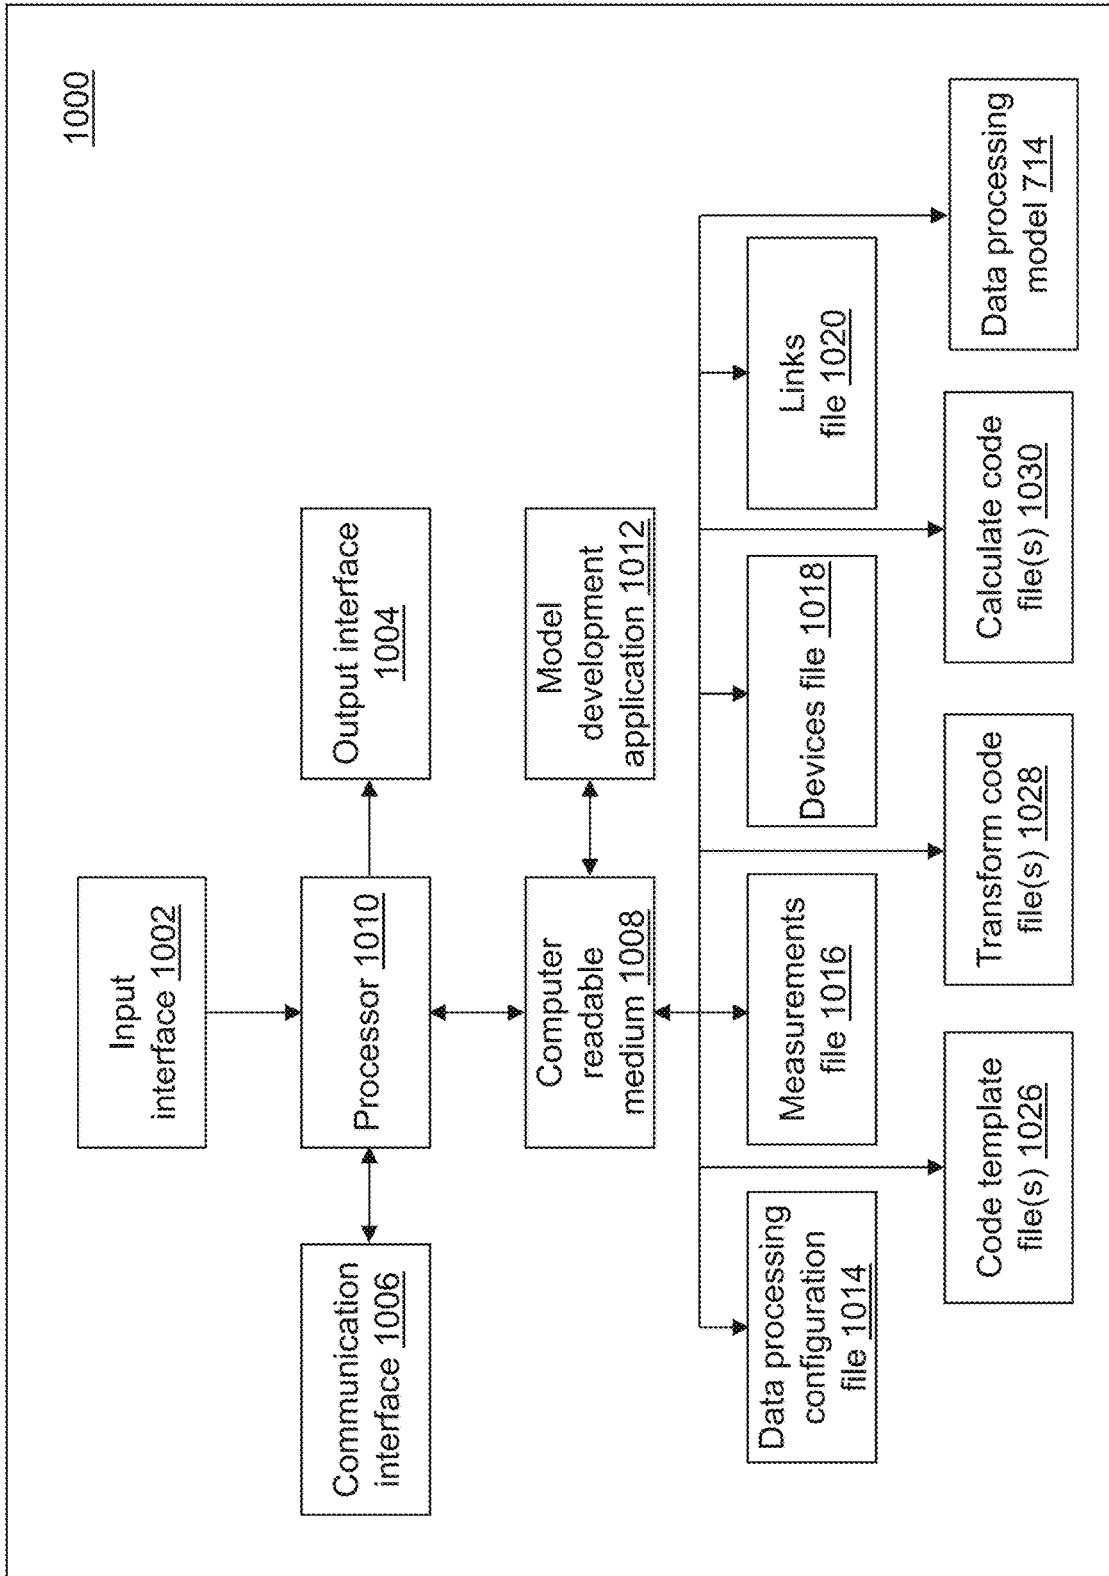 1000
Input
interface 1002
Communication
interface 1006
Processor 1010
Output interface
1004
Computer
readable
medium 1008
Model
development
application 1012
Data processing
configuration
file 1014
Measurements
file 1016
Devices file 1018
Links
file 1020
Code template
file(s) 1026
Transform code
file(s) 1028
Calculate code
file(s) 1030
Data processing
model 714